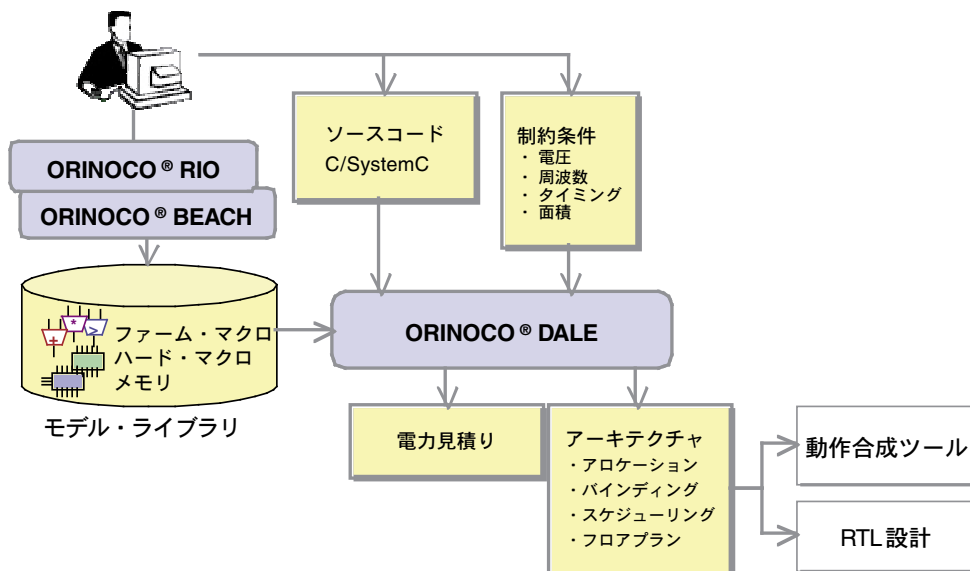 ソースコード
C/SystemC
制約条件
・ 電圧
・ 周波数
・ タイミング
・ 面積
ORINOCO ® RIO
ORINOCO ® BEACH
ORINOCO ® DALE
* > +
ファーム・マクロ
ハード・マクロ
メモリ
モデル・ライブラリ
電力見積り
アーキテクチャ
・アロケーション
・バインディング
・スケジューリング
・フロアプラン
動作合成ツール
RTL設計